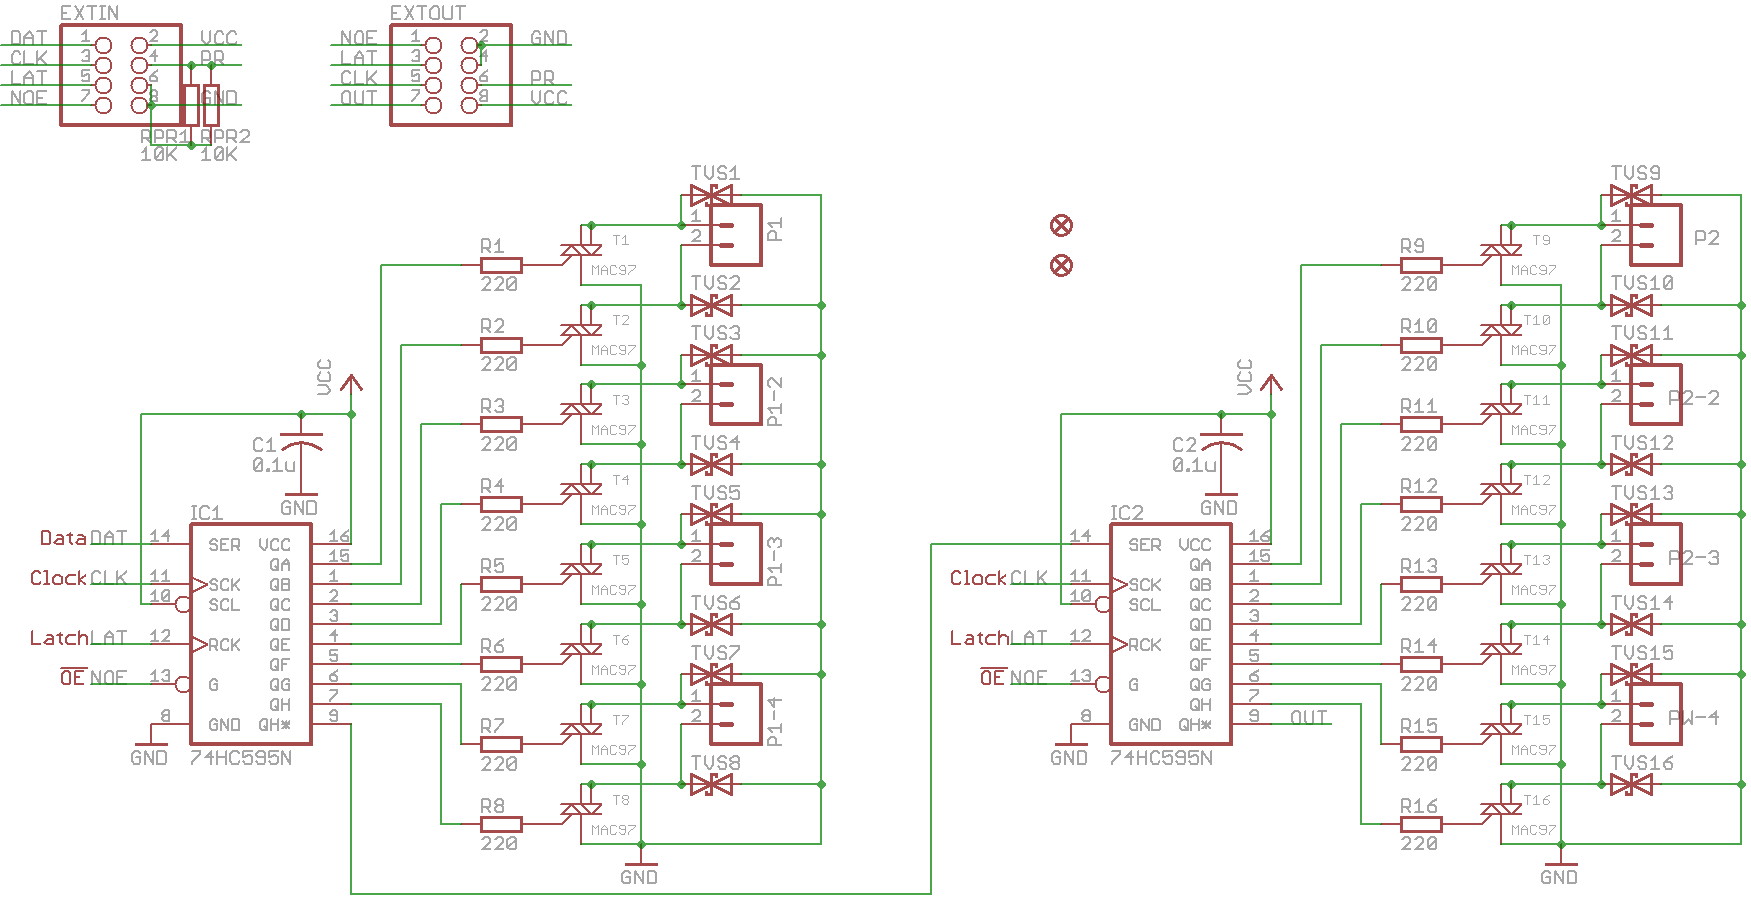 EXTIN
EXTOUT
DAT 1 2 VCC
CLK 3 4 PR
LAT 5 6
NOE 7 8 GND
RPR1 RPR2
10K 10K
NOE 1 2 GND
LAT 3 4
CLK 5 6 PR
OUT 7 8 VCC
TVS1
1
2
P1
R1
220
T1
MAC97
TVS2
R2
220
T2
MAC97
TVS3
1
2
P1-2
R3
220
T3
MAC97
TVS4
R4
220
T4
MAC97
TVS5
1
2
P1-3
R5
220
T5
MAC97
TVS6
R6
220
T6
MAC97
TVS7
1
2
P1-4
R7
220
T7
MAC97
TVS8
R8
220
T8
MAC97
GND
VCC
C1
0.1u
GND
IC1
Data DAT 14 SER VCC 16
QA 15
Clock CLK 11 SCK QB 1
10 SCL QC 2
QD 3
Latch LAT 12 RCK QE 4
QF 5
OE NOE 13 G QG 6
QH 7
8 GND QH* 9
GND
74HC595N
TVS9
1
2
P2
R9
220
T9
MAC97
TVS10
R10
220
T10
MAC97
TVS11
1
2
P2-2
R11
220
T11
MAC97
TVS12
R12
220
T12
MAC97
TVS13
1
2
P2-3
R13
220
T13
MAC97
TVS14
R14
220
T14
MAC97
TVS15
1
2
PW-4
R15
220
T15
MAC97
TVS16
R16
220
T16
MAC97
GND
VCC
C2
0.1u
GND
IC2
14 SER VCC 16
QA 15
Clock CLK 11 SCK QB 1
10 SCL QC 2
QD 3
Latch LAT 12 RCK QE 4
QF 5
OE NOE 13 G QG 6
QH 7
8 GND QH* 9 OUT
GND
74HC595N